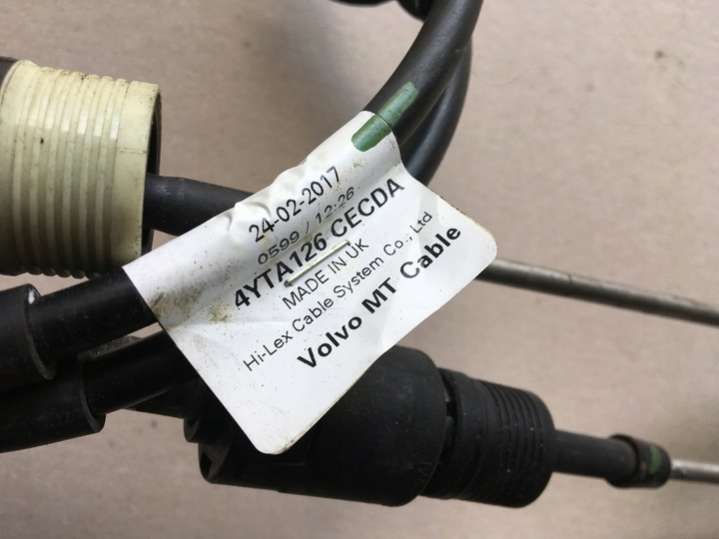 24-02-2017
0599 / 12:26
4YTA126 CECDA
MADE IN UK
Hi-Lex Cable System Co., Ltd
Volvo MT Cable